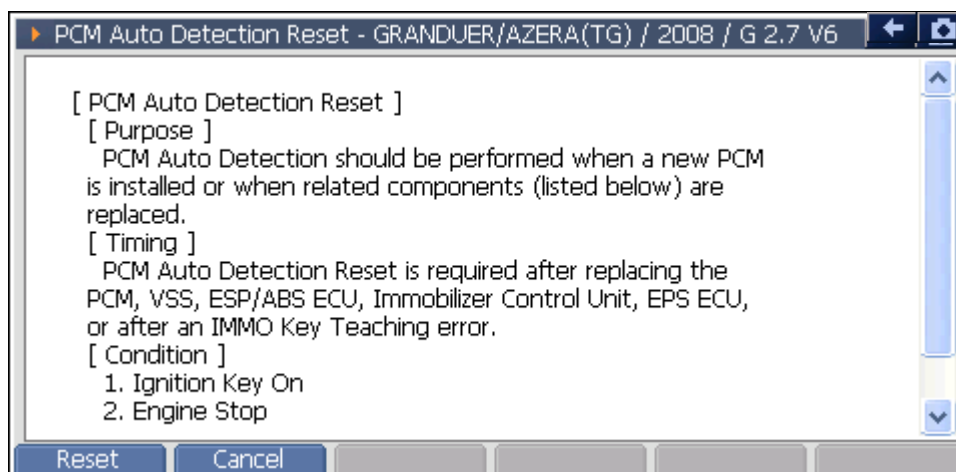 PCM Auto Detection Reset - GRANDUER/AZERA(TG) / 2008 / G 2.7 V6
[ PCM Auto Detection Reset ]
[ Purpose ]
PCM Auto Detection should be performed when a new PCM
is installed or when related components (listed below) are
replaced.
[ Timing ]
PCM Auto Detection Reset is required after replacing the
PCM, VSS, ESP/ABS ECU, Immobilizer Control Unit, EPS ECU,
or after an IMMO Key Teaching error.
[ Condition ]
1. Ignition Key On
2. Engine Stop
Reset Cancel